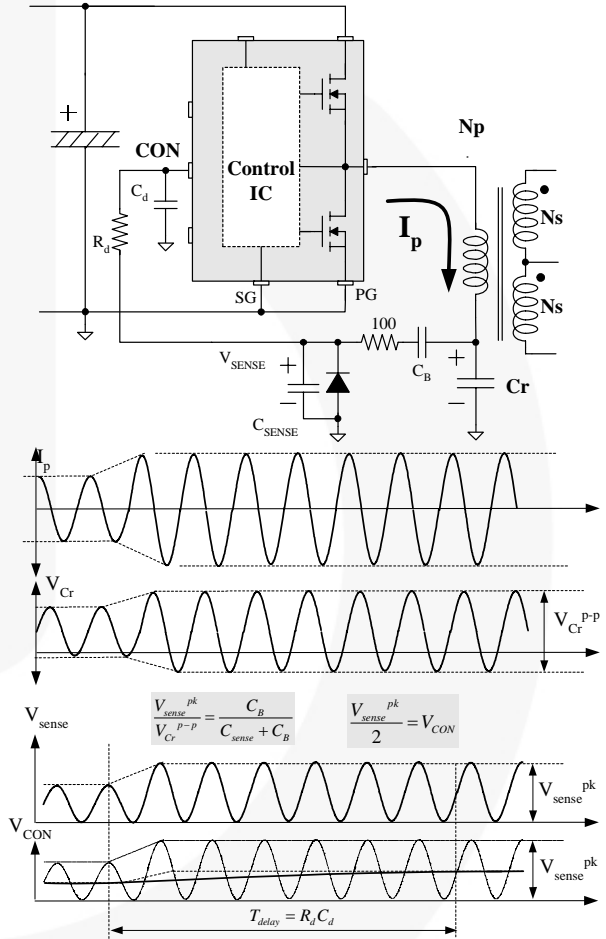 +
Np
CON
Control
IC
C_d
R_d
I_p
Ns
Ns
SG
PG
100
V_SENSE
+
−
C_SENSE
C_B
+
−
Cr
I_p
V_Cr
V_Cr^p-p
V_sense^pk / V_Cr^p−p = C_B / (C_sense + C_B)
V_sense^pk / 2 = V_CON
V_sense
V_sense^pk
V_CON
V_sense^pk
T_delay = R_d C_d